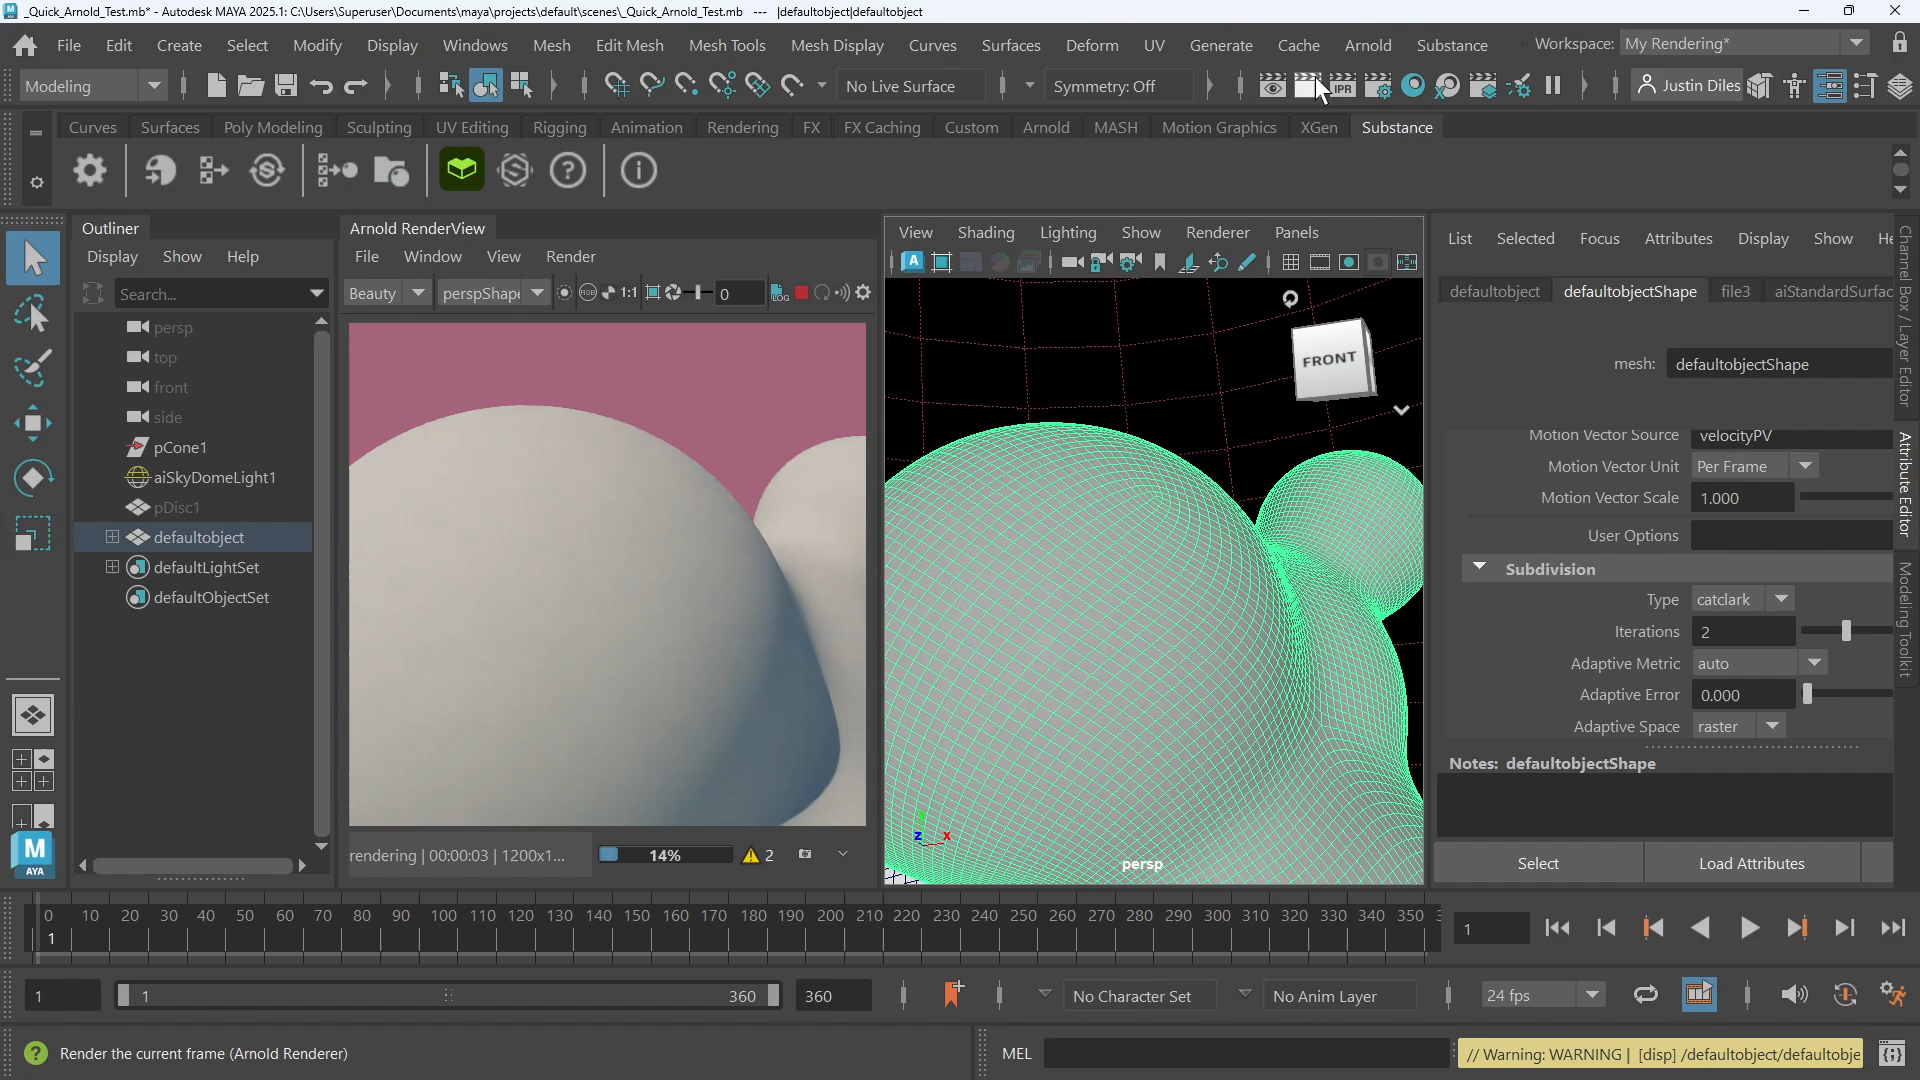 _Quick_Arnold_Test.mb* - Autodesk MAYA 2025.1: C:\Users\Superuser\Documents\maya\projects\default\scenes\_Quick_Arnold_Test.mb --- |defaultobject|defaultobject
File Edit Create Select Modify Display Windows Mesh Edit Mesh Mesh Tools Mesh Display Curves Surfaces Deform UV Generate Cache Arnold Substance Workspace: My Rendering*
Modeling No Live Surface Symmetry: Off IPR Justin Diles
Curves Surfaces Poly Modeling Sculpting UV Editing Rigging Animation Rendering FX FX Caching Custom Arnold MASH Motion Graphics XGen Substance
Outliner
Display Show Help
Search...
persp
top
front
side
pCone1
aiSkyDomeLight1
pDisc1
defaultobject
defaultLightSet
defaultObjectSet
Arnold RenderView
File Window View Render
Beauty perspShape RGB 1:1 0 LOG
rendering | 00:00:03 | 1200x1... 14% 2
View Shading Lighting Show Renderer Panels
FRONT
z x
persp
List Selected Focus Attributes Display Show He
defaultobject defaultobjectShape file3 aiStandardSurfac
mesh: defaultobjectShape
Motion Vector Source velocityPV
Motion Vector Unit Per Frame
Motion Vector Scale 1.000
User Options
Subdivision
Type catclark
Iterations 2
Adaptive Metric auto
Adaptive Error 0.000
Adaptive Space raster
Notes: defaultobjectShape
Select Load Attributes
Channel Box / Layer Editor
Attribute Editor
Modeling Toolkit
M
AYA
0 10 20 30 40 50 60 70 80 90 100 110 120 130 140 150 160 170 180 190 200 210 220 230 240 250 260 270 280 290 300 310 320 330 340 350
1 1
1 1 360 360 No Character Set No Anim Layer 24 fps
Render the current frame (Arnold Renderer) MEL // Warning: WARNING | [disp] /defaultobject/defaultobje